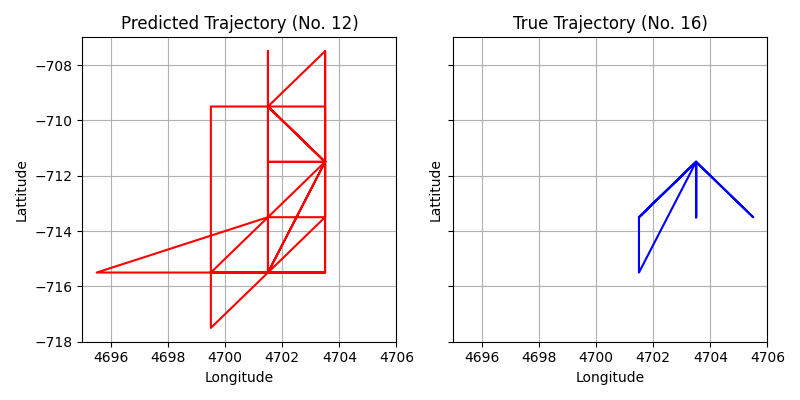 Predicted Trajectory (No. 12)
True Trajectory (No. 16)
Lattitude
−708
−710
−712
−714
−716
−718
4696 4698 4700 4702 4704 4706
Longitude
Lattitude
4696 4698 4700 4702 4704 4706
Longitude